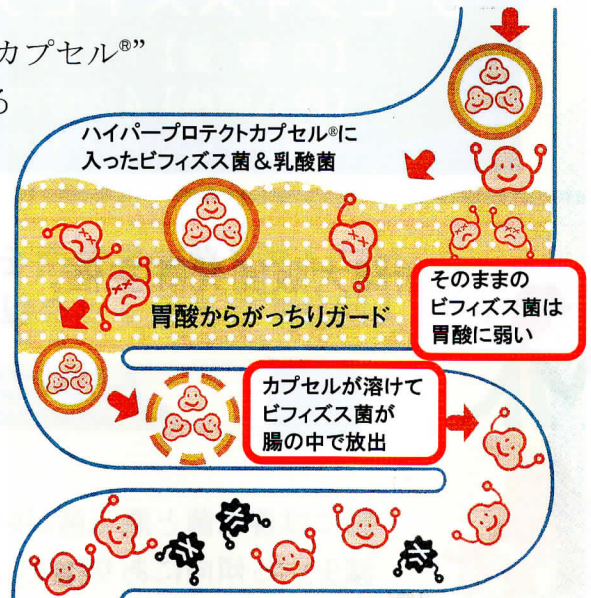 カプセル®”
る
ハイパープロテクトカプセル®に
入ったビフィズス菌＆乳酸菌
そのままの
ビフィズス菌は
胃酸に弱い
胃酸からがっちりガード
カプセルが溶けて
ビフィズス菌が
腸の中で放出